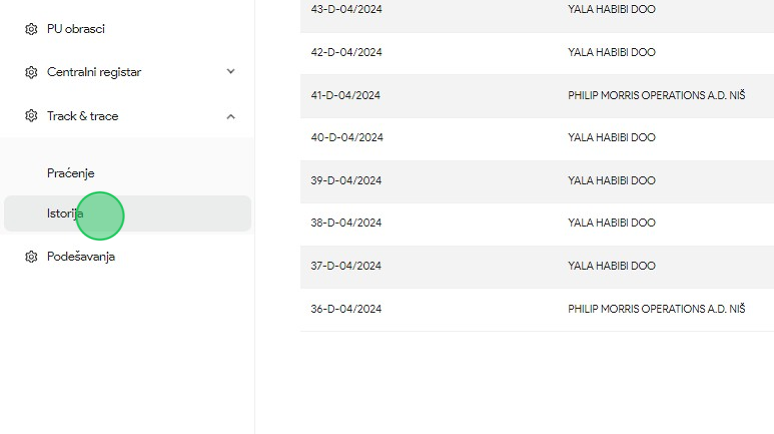 PU obrasci
Centralni registar
Track & trace
Praćenje
Istorija
Podešavanja
43-D-04/2024 YALA HABIBI DOO
42-D-04/2024 YALA HABIBI DOO
41-D-04/2024 PHILIP MORRIS OPERATIONS A.D. NIŠ
40-D-04/2024 YALA HABIBI DOO
39-D-04/2024 YALA HABIBI DOO
38-D-04/2024 YALA HABIBI DOO
37-D-04/2024 YALA HABIBI DOO
36-D-04/2024 PHILIP MORRIS OPERATIONS A.D. NIŠ